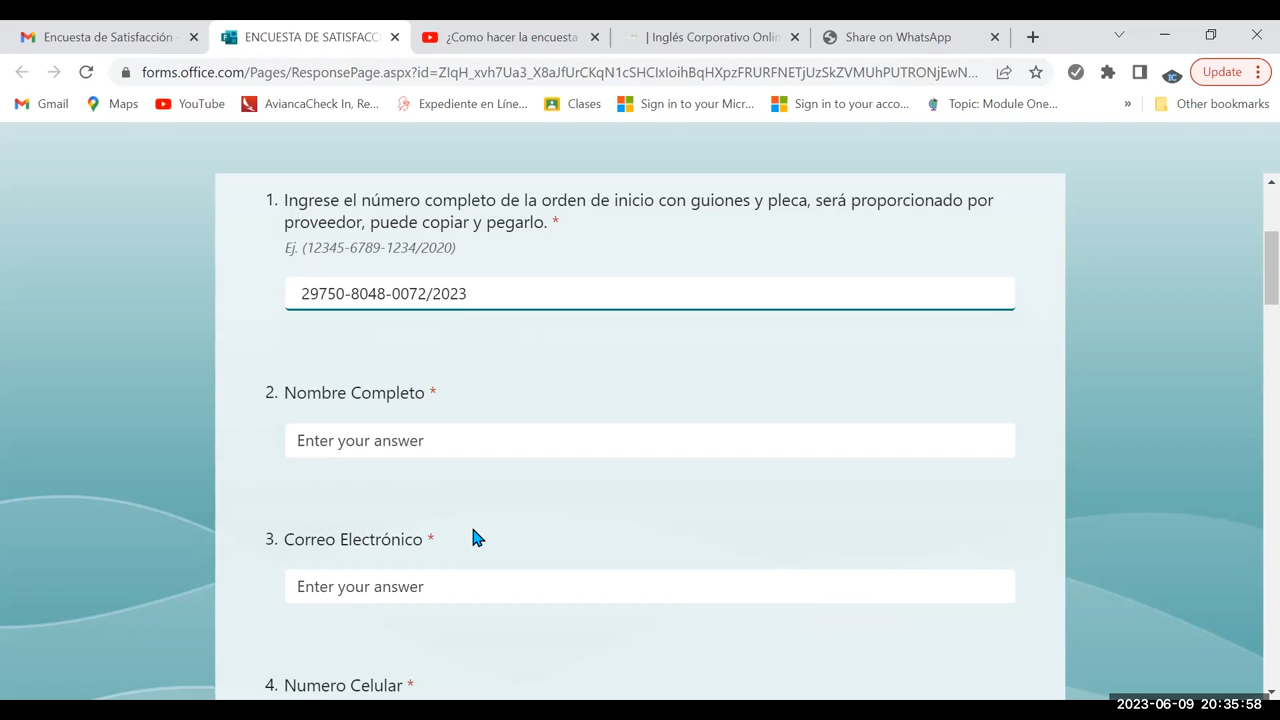 Encuesta de Satisfacción -
ENCUESTA DE SATISFACC
¿Como hacer la encuesta
| Inglés Corporativo Onlin
Share on WhatsApp
forms.office.com/Pages/ResponsePage.aspx?id=ZIqH_xvh7Ua3_X8aJfUrCKqN1cSHCIxIoihBqHXpzFRURFNETjUzSkZVMUhPUTRONjEwN...
Update
Gmail
Maps
YouTube
AviancaCheck In, Re...
Expediente en Líne...
Clases
Sign in to your Micr...
Sign in to your acco...
Topic: Module One...
»
Other bookmarks
1. Ingrese el número completo de la orden de inicio con guiones y pleca, será proporcionado por
proveedor, puede copiar y pegarlo. *
Ej. (12345-6789-1234/2020)
29750-8048-0072/2023
2. Nombre Completo *
Enter your answer
3. Correo Electrónico *
Enter your answer
4. Numero Celular *
2023-06-09 20:35:58